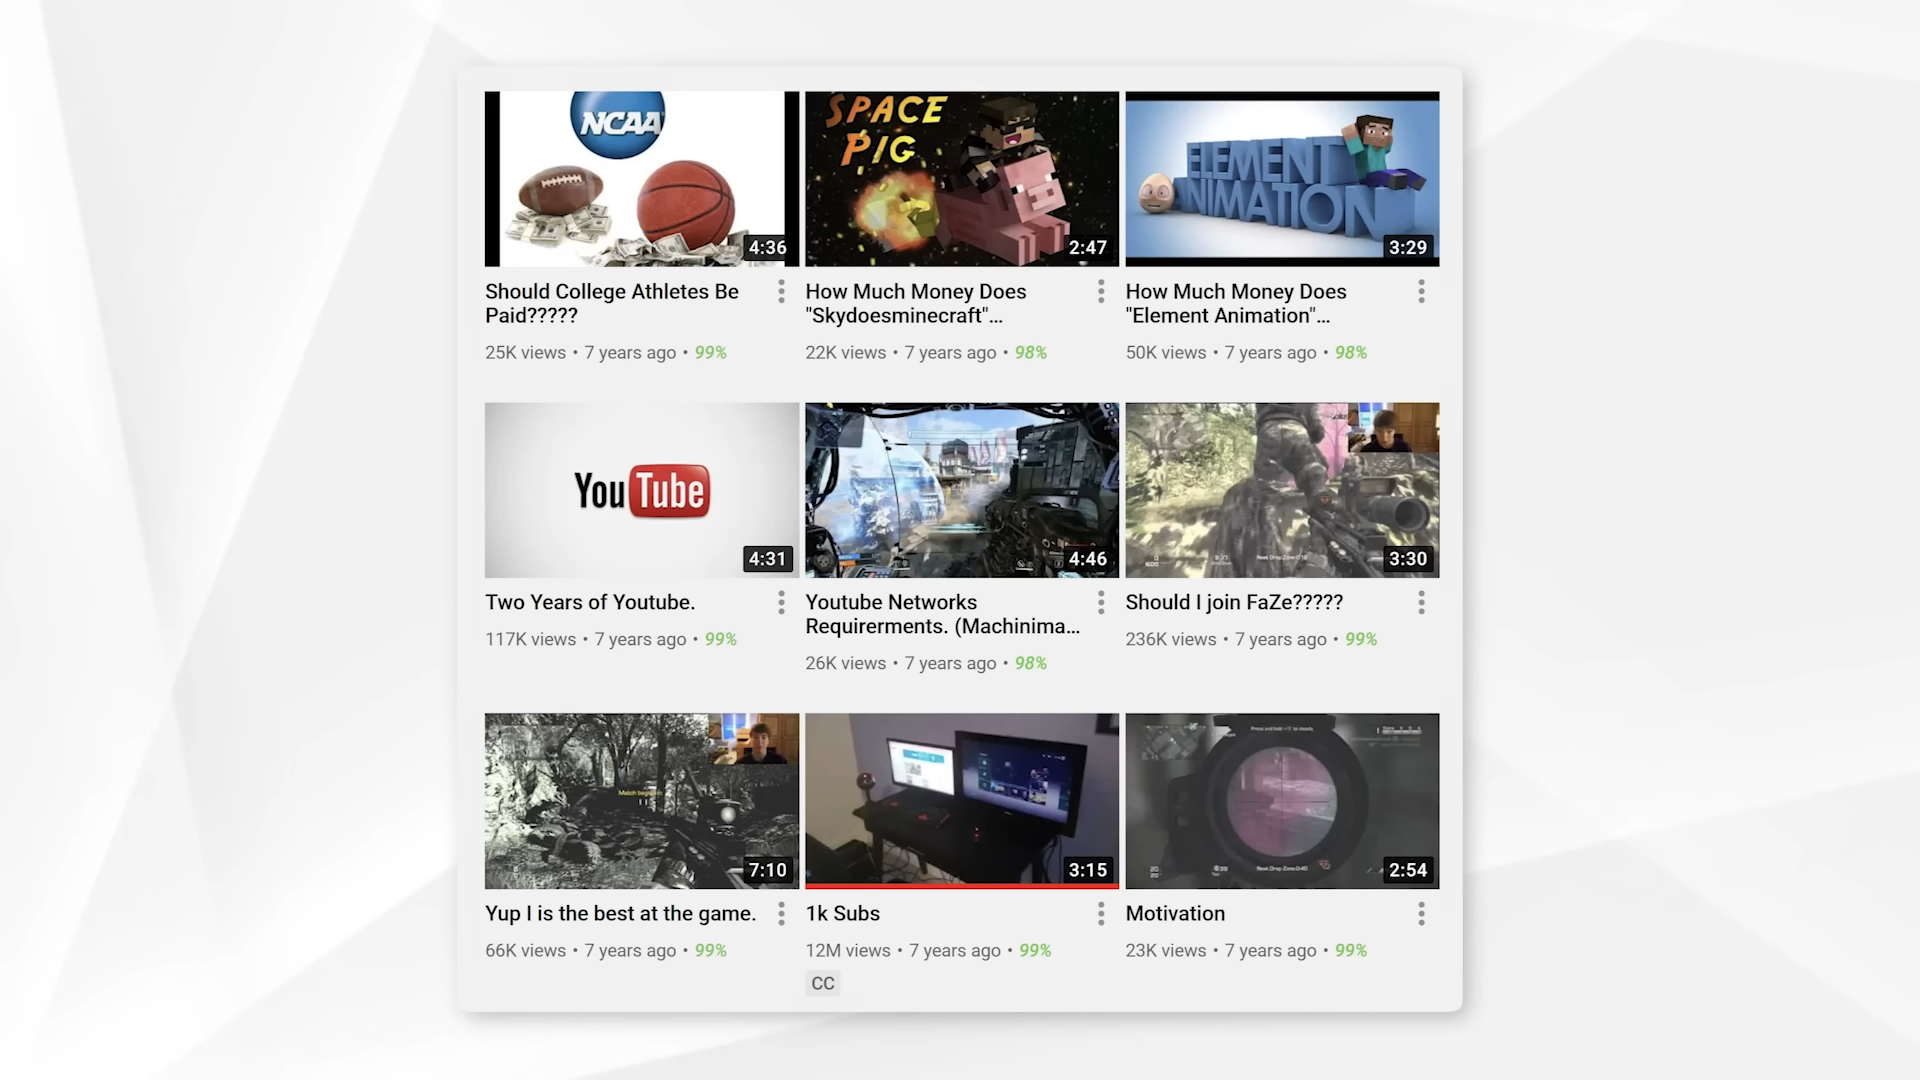 NCAA
4:36
SPACE
PIG
2:47
ELEMENT
ANIMATION
3:29
Should College Athletes Be
Paid?????
25K views • 7 years ago • 99%
How Much Money Does
"Skydoesminecraft"...
22K views • 7 years ago • 98%
How Much Money Does
"Element Animation"...
50K views • 7 years ago • 98%
YouTube
4:31
4:46
3:30
Two Years of Youtube.
117K views • 7 years ago • 99%
Youtube Networks
Requirerments. (Machinima...
26K views • 7 years ago • 98%
Should I join FaZe?????
236K views • 7 years ago • 99%
7:10
3:15
2:54
Yup I is the best at the game.
66K views • 7 years ago • 99%
1k Subs
12M views • 7 years ago • 99%
CC
Motivation
23K views • 7 years ago • 99%